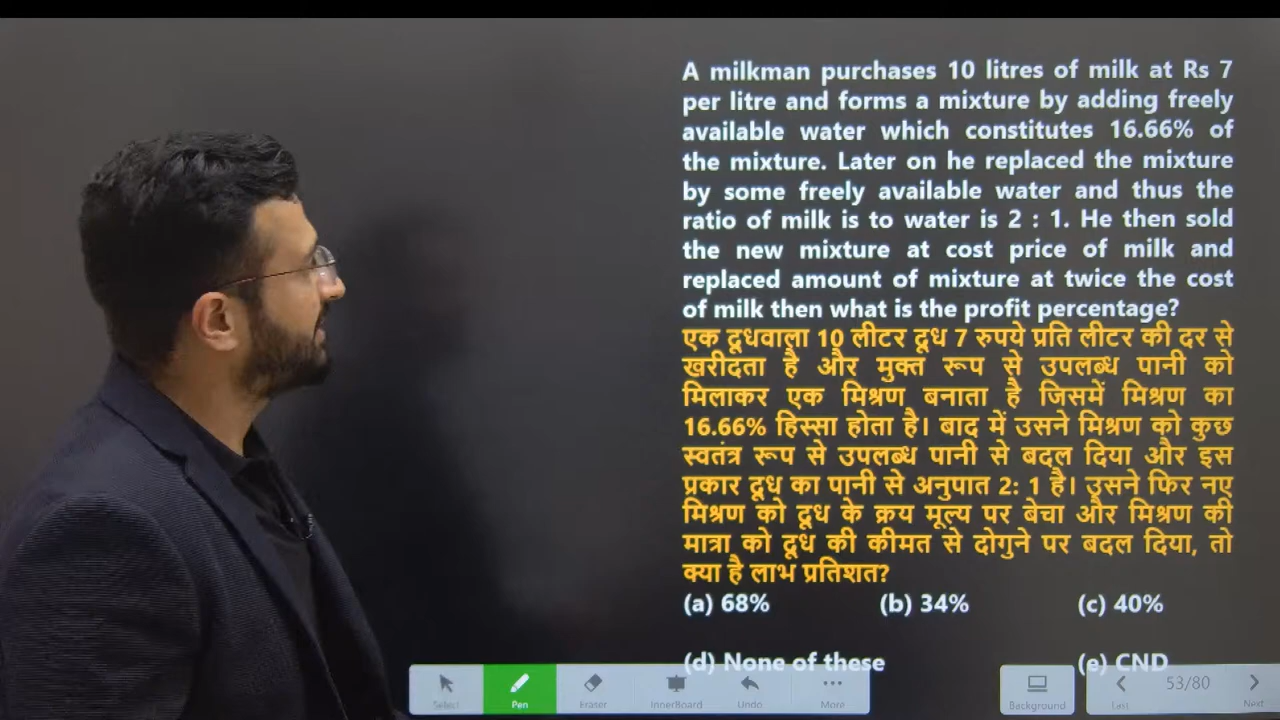 A milkman purchases 10 litres of milk at Rs 7
per litre and forms a mixture by adding freely
available water which constitutes 16.66% of
the mixture. Later on he replaced the mixture
by some freely available water and thus the
ratio of milk is to water is 2 : 1. He then sold
the new mixture at cost price of milk and
replaced amount of mixture at twice the cost
of milk then what is the profit percentage?
एक दूधवाला 10 लीटर दूध 7 रुपये प्रति लीटर की दर से
खरीदता है और मुक्त रूप से उपलब्ध पानी को
मिलाकर एक मिश्रण बनाता है जिसमें मिश्रण का
16.66% हिस्सा होता है। बाद में उसने मिश्रण को कुछ
स्वतंत्र रूप से उपलब्ध पानी से बदल दिया और इस
प्रकार दूध का पानी से अनुपात 2: 1 है। उसने फिर नए
मिश्रण को दूध के क्रय मूल्य पर बेचा और मिश्रण की
मात्रा को दूध की कीमत से दोगुने पर बदल दिया, तो
क्या है लाभ प्रतिशत?
(a) 68% (b) 34% (c) 40%
(d) None of these (e) CND
Select Pen Eraser InnerBoard Undo More Background Last 53/80 Next